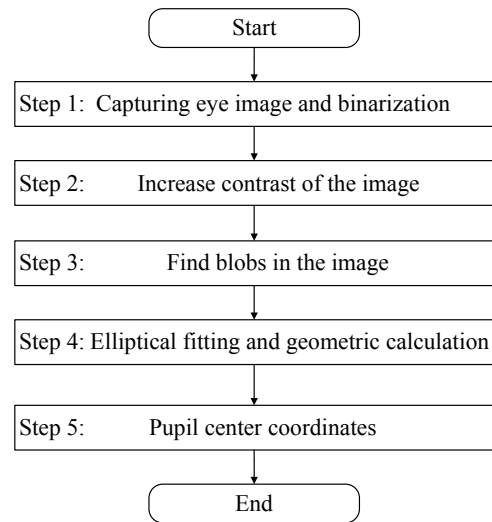 Start
Step 1: Capturing eye image and binarization
Step 2: Increase contrast of the image
Step 3: Find blobs in the image
Step 4: Elliptical fitting and geometric calculation
Step 5: Pupil center coordinates
End